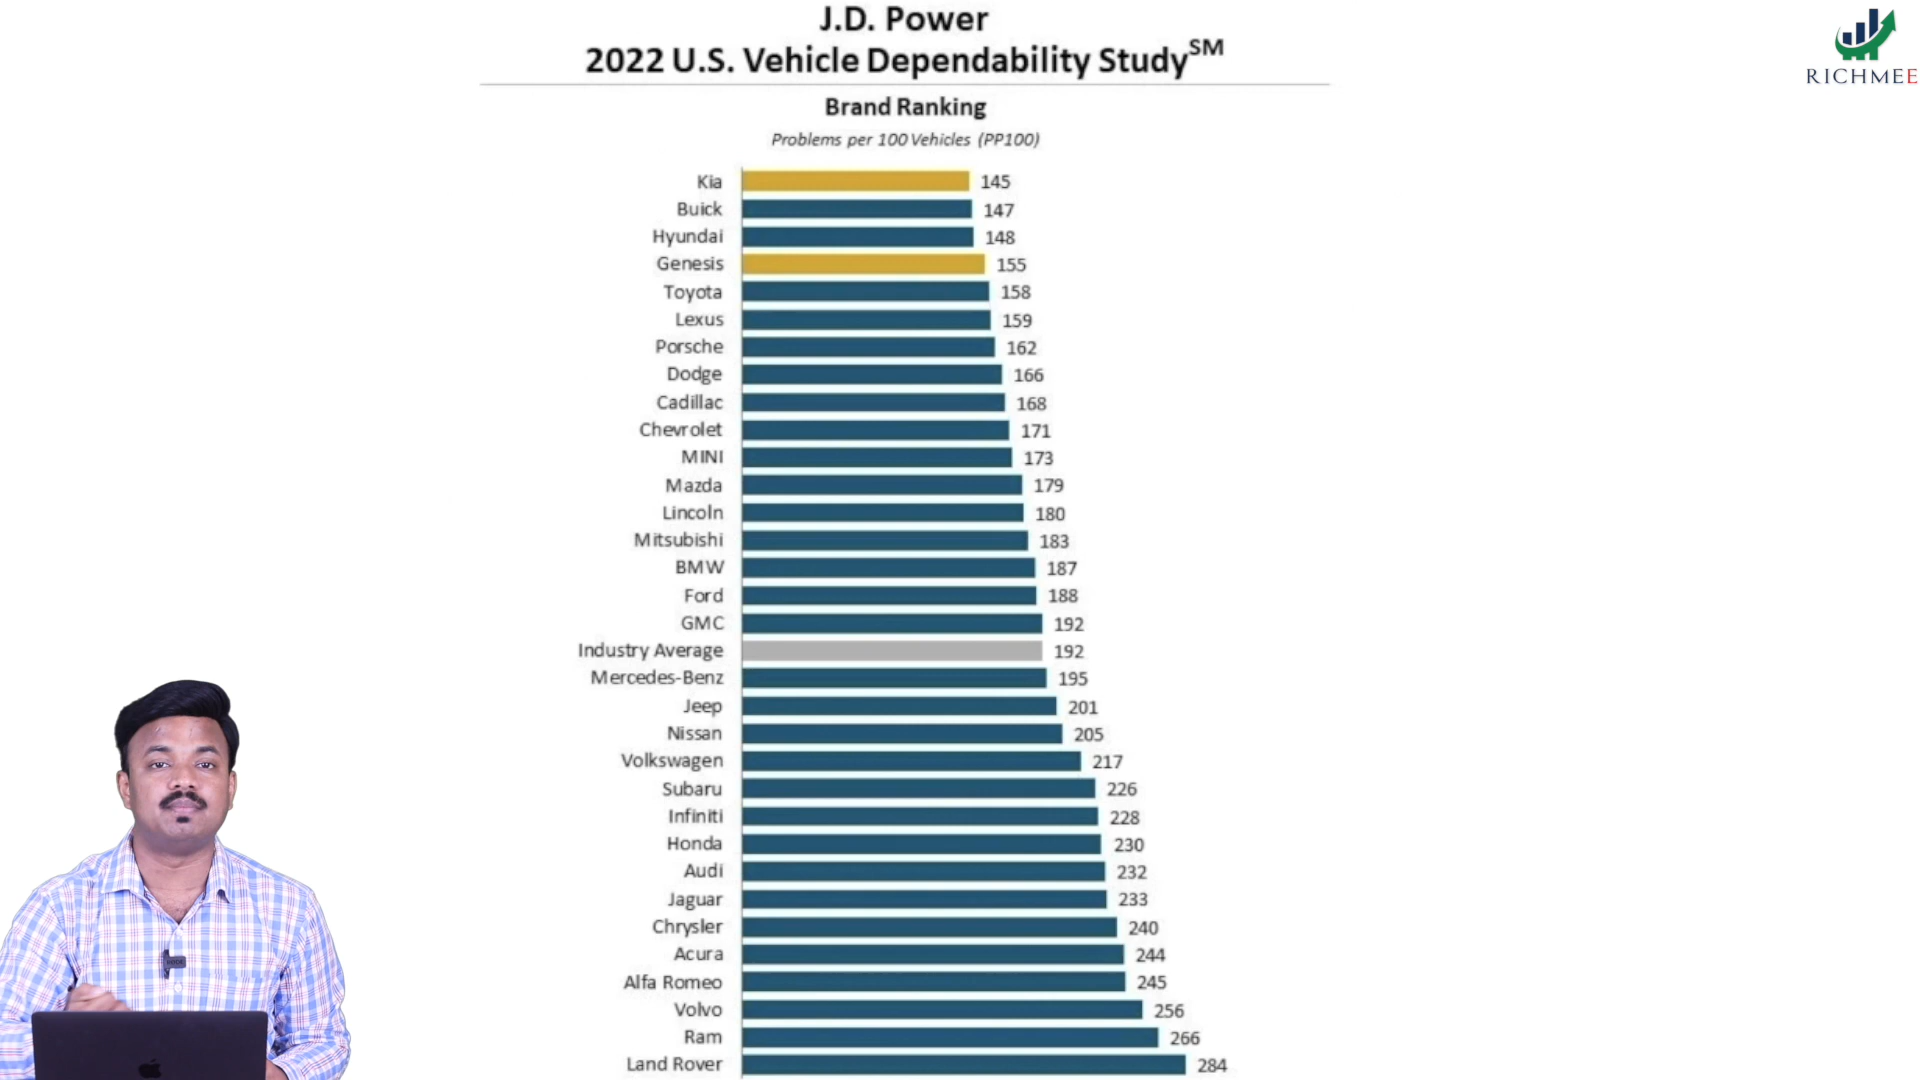 J.D. Power
2022 U.S. Vehicle Dependability StudySM
RICHMEE
Brand Ranking
Problems per 100 Vehicles (PP100)
Kia 145
Buick 147
Hyundai 148
Genesis 155
Toyota 158
Lexus 159
Porsche 162
Dodge 166
Cadillac 168
Chevrolet 171
MINI 173
Mazda 179
Lincoln 180
Mitsubishi 183
BMW 187
Ford 188
GMC 192
Industry Average 192
Mercedes-Benz 195
Jeep 201
Nissan 205
Volkswagen 217
Subaru 226
Infiniti 228
Honda 230
Audi 232
Jaguar 233
Chrysler 240
Acura 244
Alfa Romeo 245
Volvo 256
Ram 266
Land Rover 284